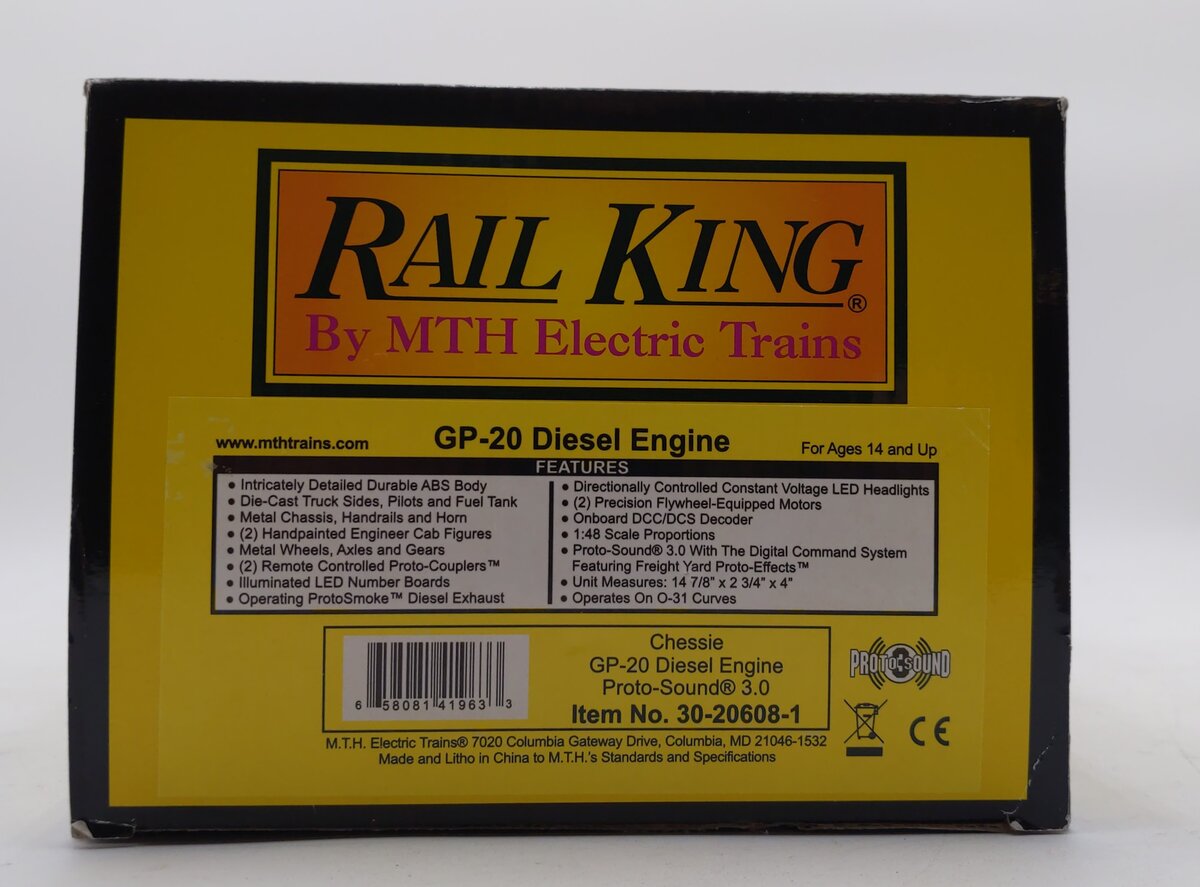 RAIL KING®
By MTH Electric Trains
www.mthtrains.com
GP-20 Diesel Engine
For Ages 14 and Up
FEATURES
• Intricately Detailed Durable ABS Body
• Die-Cast Truck Sides, Pilots and Fuel Tank
• Metal Chassis, Handrails and Horn
• (2) Handpainted Engineer Cab Figures
• Metal Wheels, Axles and Gears
• (2) Remote Controlled Proto-Couplers™
• Illuminated LED Number Boards
• Operating ProtoSmoke™ Diesel Exhaust
• Directionally Controlled Constant Voltage LED Headlights
• (2) Precision Flywheel-Equipped Motors
• Onboard DCC/DCS Decoder
• 1:48 Scale Proportions
• Proto-Sound® 3.0 With The Digital Command System
Featuring Freight Yard Proto-Effects™
• Unit Measures: 14 7/8" x 2 3/4" x 4"
• Operates On O-31 Curves
6 58081 41963 3
Chessie
GP-20 Diesel Engine
Proto-Sound® 3.0
Item No. 30-20608-1
PROTO 3 SOUND
CE
M.T.H. Electric Trains® 7020 Columbia Gateway Drive, Columbia, MD 21046-1532
Made and Litho in China to M.T.H.'s Standards and Specifications